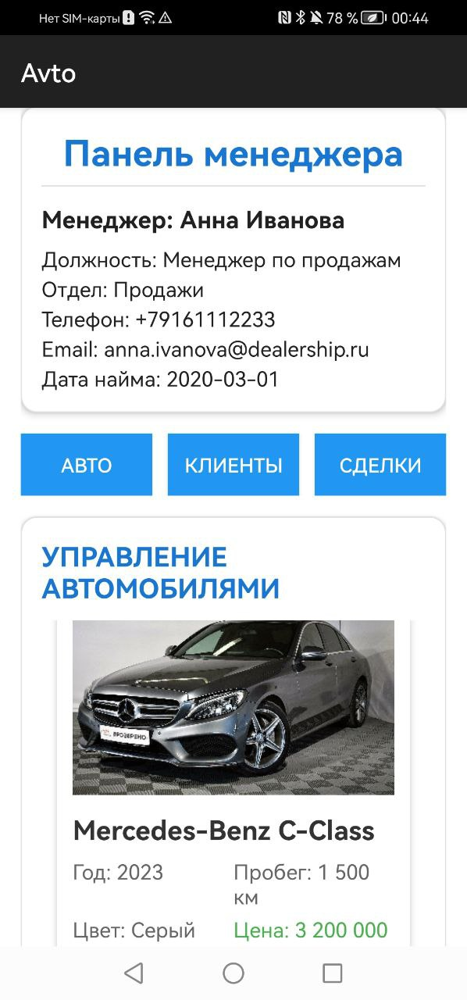 Нет SIM-карты 78 % 00:44
Avto
Панель менеджера
Менеджер: Анна Иванова
Должность: Менеджер по продажам
Отдел: Продажи
Телефон: +79161112233
Email: anna.ivanova@dealership.ru
Дата найма: 2020-03-01
АВТО КЛИЕНТЫ СДЕЛКИ
УПРАВЛЕНИЕ
АВТОМОБИЛЯМИ
ПРОВЕРЕНО
Mercedes-Benz C-Class
Год: 2023 Пробег: 1 500
км
Цвет: Серый Цена: 3 200 000